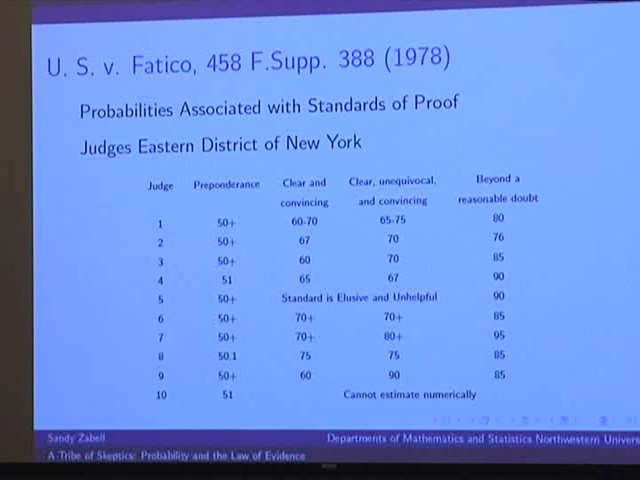 U. S. v. Fatico, 458 F.Supp. 388 (1978)
Probabilities Associated with Standards of Proof
Judges Eastern District of New York
Judge Preponderance Clear and convincing Clear, unequivocal, and convincing Beyond a reasonable doubt
1 50+ 60-70 65-75 80
2 50+ 67 70 76
3 50+ 60 70 85
4 51 65 67 90
5 50+ Standard is Elusive and Unhelpful 90
6 50+ 70+ 70+ 85
7 50+ 70+ 80+ 95
8 50.1 75 75 85
9 50+ 60 90 85
10 51 Cannot estimate numerically
Sandy Zabell Departments of Mathematics and Statistics Northwestern Univers
A Tribe of Skeptics: Probability and the Law of Evidence